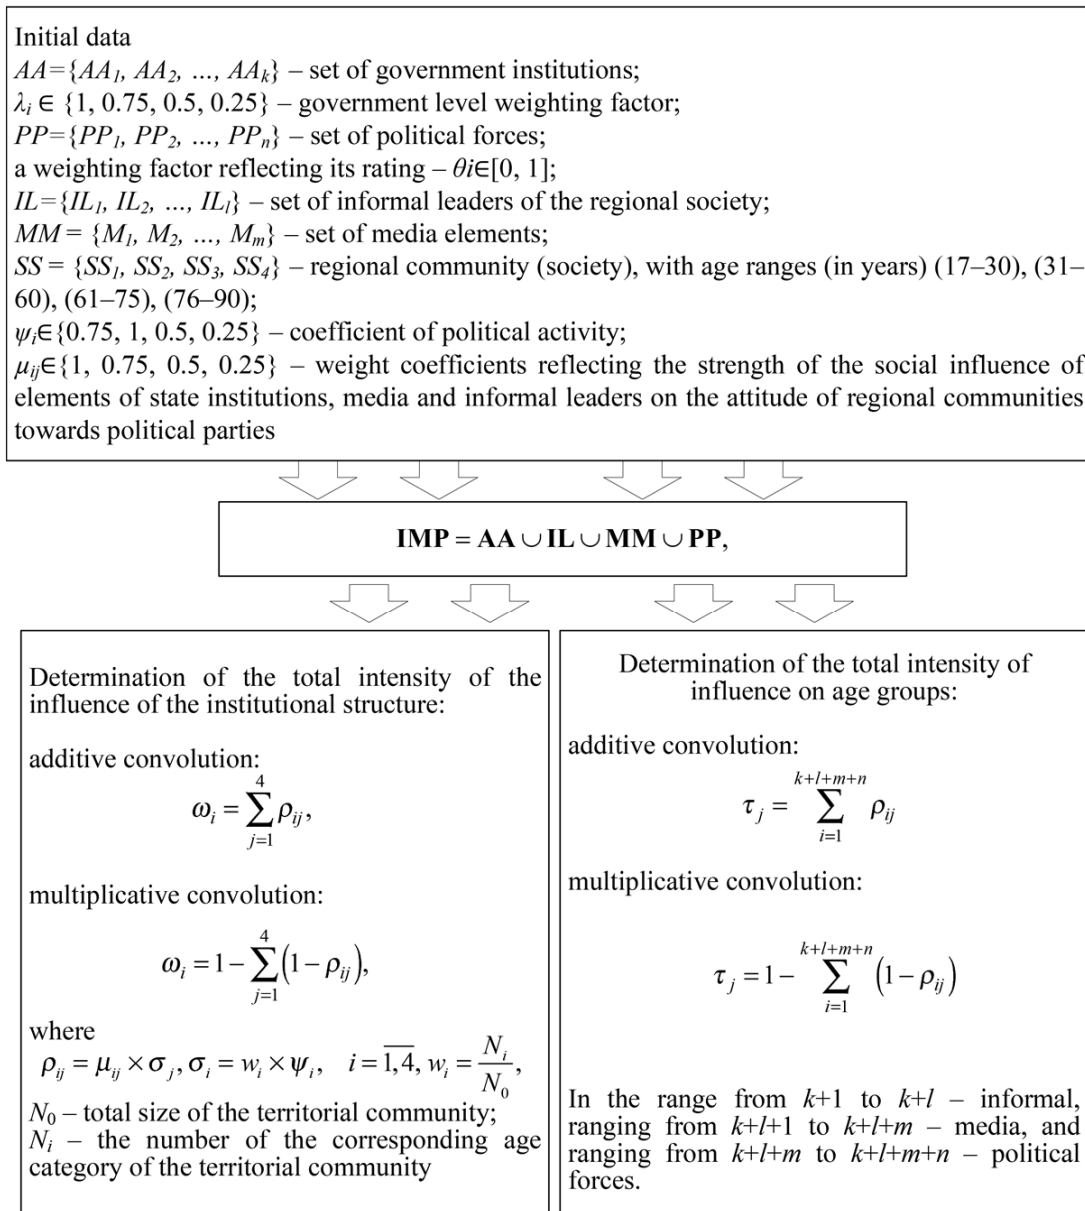 Initial data
AA={AA₁, AA₂, ..., AAₖ} – set of government institutions;
λᵢ ∈ {1, 0.75, 0.5, 0.25} – government level weighting factor;
PP={PP₁, PP₂, ..., PPₙ} – set of political forces;
a weighting factor reflecting its rating – θi∈[0, 1];
IL={IL₁, IL₂, ..., ILₗ} – set of informal leaders of the regional society;
MM = {M₁, M₂, ..., Mₘ} – set of media elements;
SS = {SS₁, SS₂, SS₃, SS₄} – regional community (society), with age ranges (in years) (17–30), (31–
60), (61–75), (76–90);
ψᵢ∈{0.75, 1, 0.5, 0.25} – coefficient of political activity;
μᵢⱼ∈{1, 0.75, 0.5, 0.25} – weight coefficients reflecting the strength of the social influence of
elements of state institutions, media and informal leaders on the attitude of regional communities
towards political parties
IMP = AA ∪ IL ∪ MM ∪ PP,
Determination of the total intensity of the
influence of the institutional structure:
additive convolution:
ωᵢ = ∑_{j=1}^{4} ρᵢⱼ,
multiplicative convolution:
ωᵢ = 1 − ∑_{j=1}^{4} (1 − ρᵢⱼ),
where
ρᵢⱼ = μᵢⱼ × σⱼ, σᵢ = wᵢ × ψᵢ, i = \overline{1,4}, wᵢ = Nᵢ/N₀,
N₀ – total size of the territorial community;
Nᵢ – the number of the corresponding age
category of the territorial community
Determination of the total intensity of
influence on age groups:
additive convolution:
τⱼ = ∑_{i=1}^{k+l+m+n} ρᵢⱼ
multiplicative convolution:
τⱼ = 1 − ∑_{i=1}^{k+l+m+n} (1 − ρᵢⱼ)
In the range from k+1 to k+l – informal,
ranging from k+l+1 to k+l+m – media, and
ranging from k+l+m to k+l+m+n – political
forces.